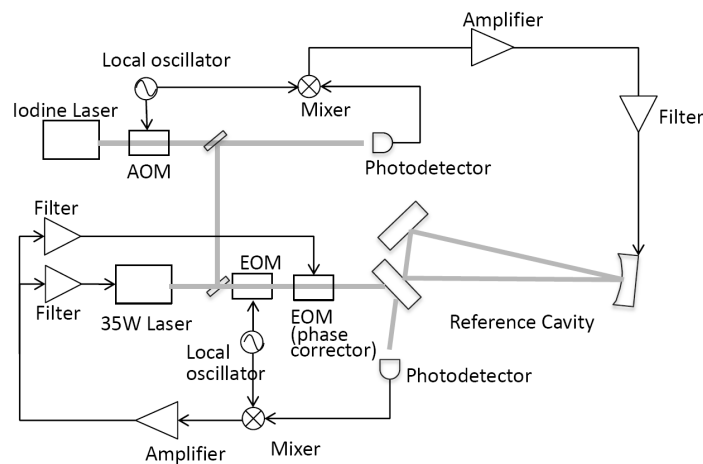 Amplifier
Local oscillator
Mixer
Iodine Laser
Filter
AOM
Photodetector
Filter
EOM
Filter
35W Laser
EOM
(phase
corrector)
Reference Cavity
Local
oscillator
Photodetector
Amplifier
Mixer